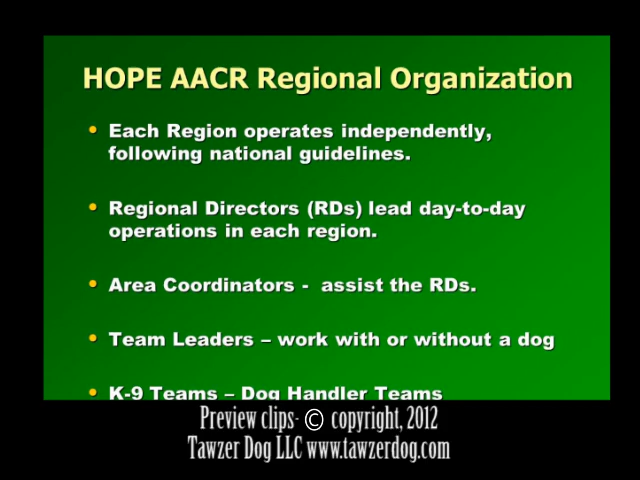 HOPE AACR Regional Organization
• Each Region operates independently,
following national guidelines.
• Regional Directors (RDs) lead day-to-day
operations in each region.
• Area Coordinators - assist the RDs.
• Team Leaders – work with or without a dog
• K-9 Teams – Dog Handler Teams
Preview clips- © copyright, 2012
Tawzer Dog LLC www.tawzerdog.com